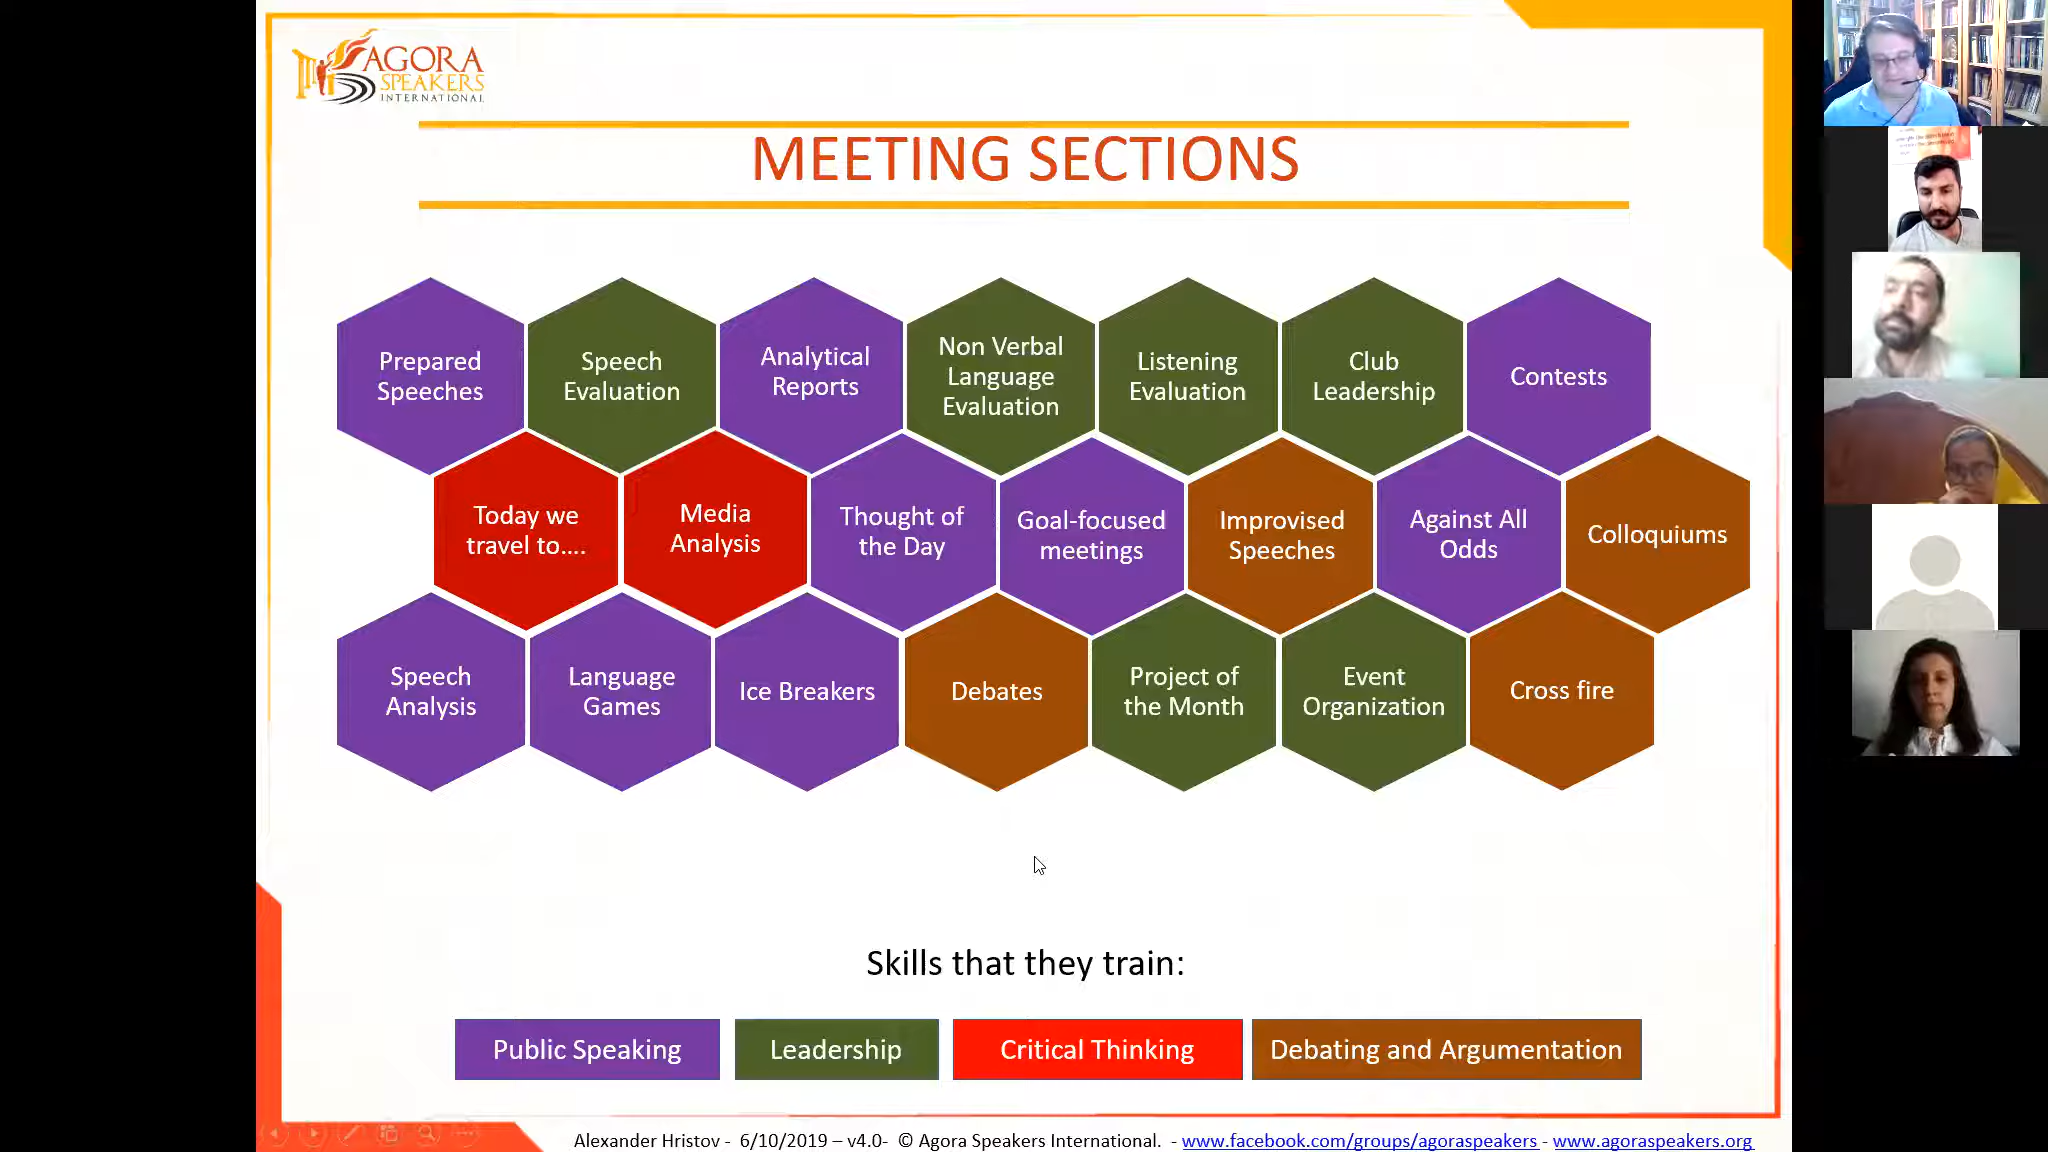 AGORA
SPEAKERS
INTERNATIONAL
MEETING SECTIONS
Prepared
Speeches
Speech
Evaluation
Analytical
Reports
Non Verbal
Language
Evaluation
Listening
Evaluation
Club
Leadership
Contests
Today we
travel to....
Media
Analysis
Thought of
the Day
Goal-focused
meetings
Improvised
Speeches
Against All
Odds
Colloquiums
Speech
Analysis
Language
Games
Ice Breakers
Debates
Project of
the Month
Event
Organization
Cross fire
Skills that they train:
Public Speaking
Leadership
Critical Thinking
Debating and Argumentation
Alexander Hristov - 6/10/2019 – v4.0- © Agora Speakers International. - www.facebook.com/groups/agoraspeakers - www.agoraspeakers.org